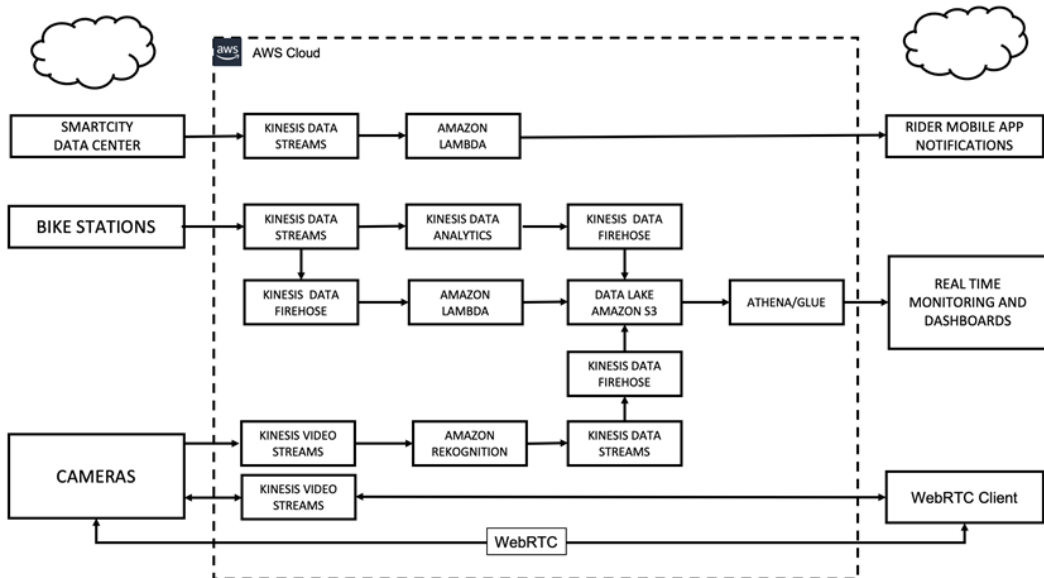 aws
AWS Cloud
SMARTCITY
DATA CENTER
KINESIS DATA
STREAMS
AMAZON
LAMBDA
RIDER MOBILE APP
NOTIFICATIONS
BIKE STATIONS
KINESIS DATA
STREAMS
KINESIS DATA
ANALYTICS
KINESIS DATA
FIREHOSE
KINESIS DATA
FIREHOSE
AMAZON
LAMBDA
DATA LAKE
AMAZON S3
ATHENA/GLUE
REAL TIME
MONITORING AND
DASHBOARDS
KINESIS DATA
FIREHOSE
CAMERAS
KINESIS VIDEO
STREAMS
AMAZON
REKOGNITION
KINESIS DATA
STREAMS
KINESIS VIDEO
STREAMS
WebRTC Client
WebRTC